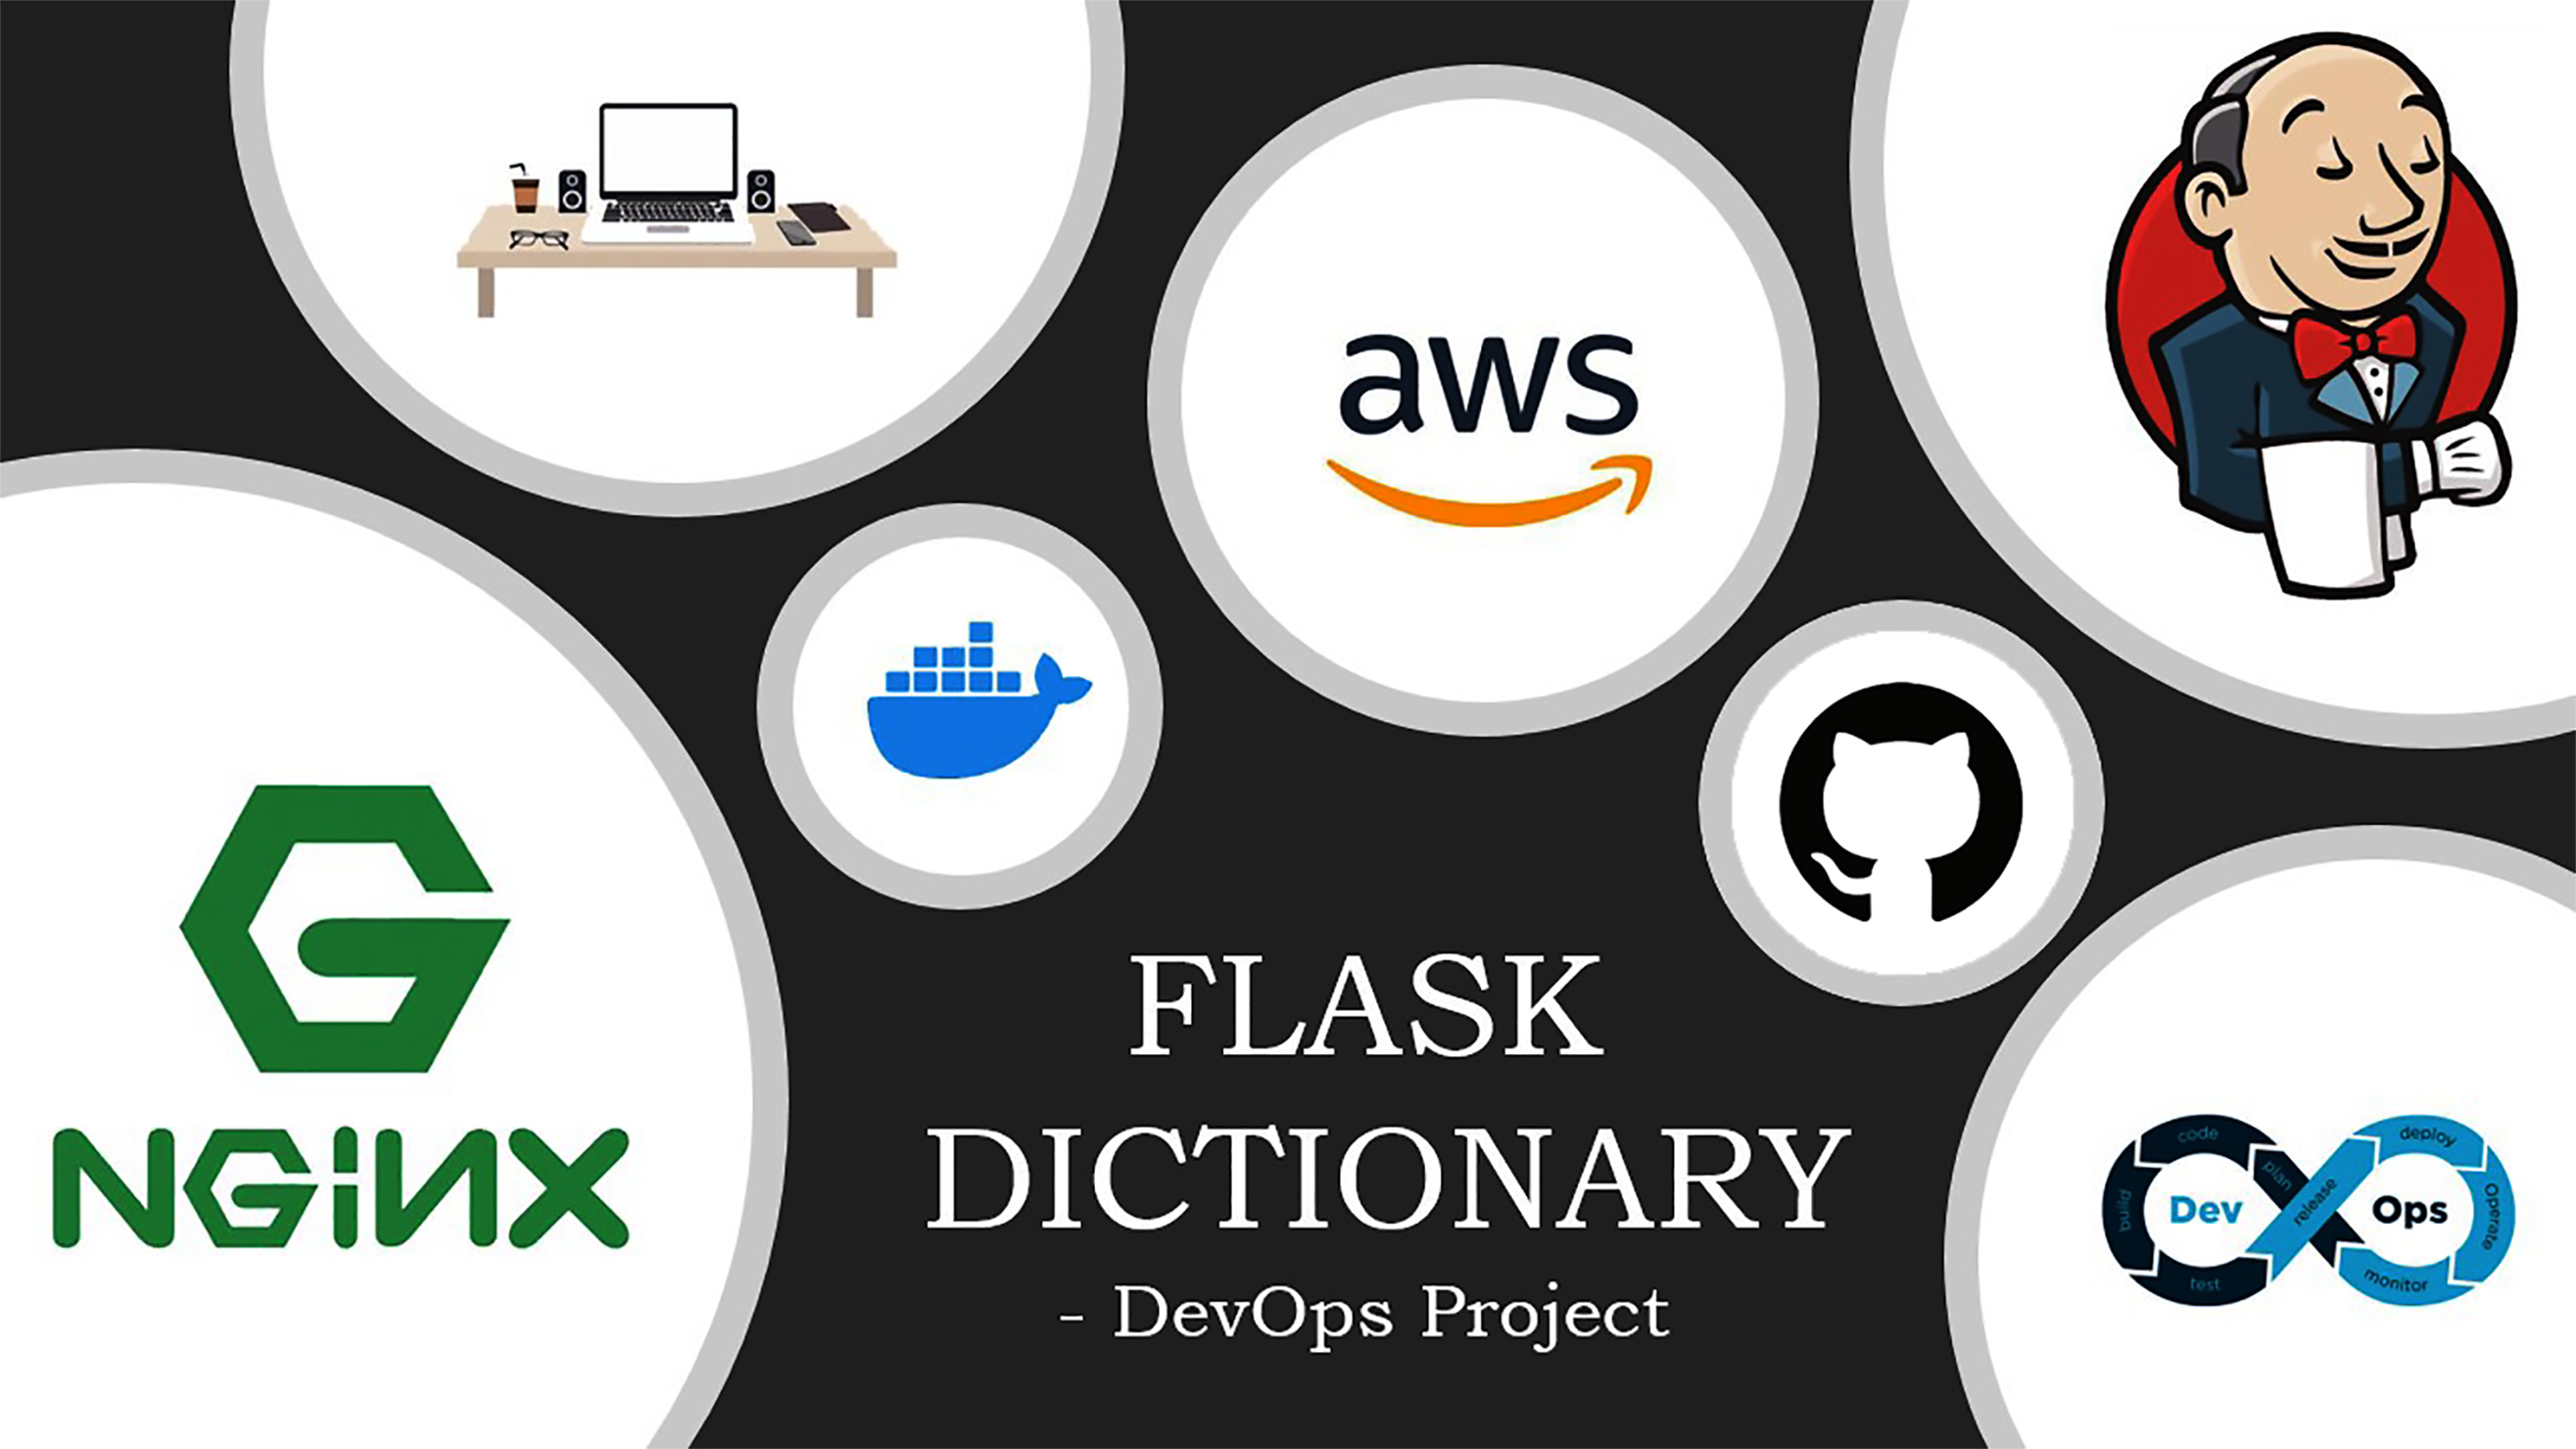 aws
NGINX
FLASK
DICTIONARY
- DevOps Project
code
plan
build
test
release
deploy
Operate
monitor
Dev
Ops